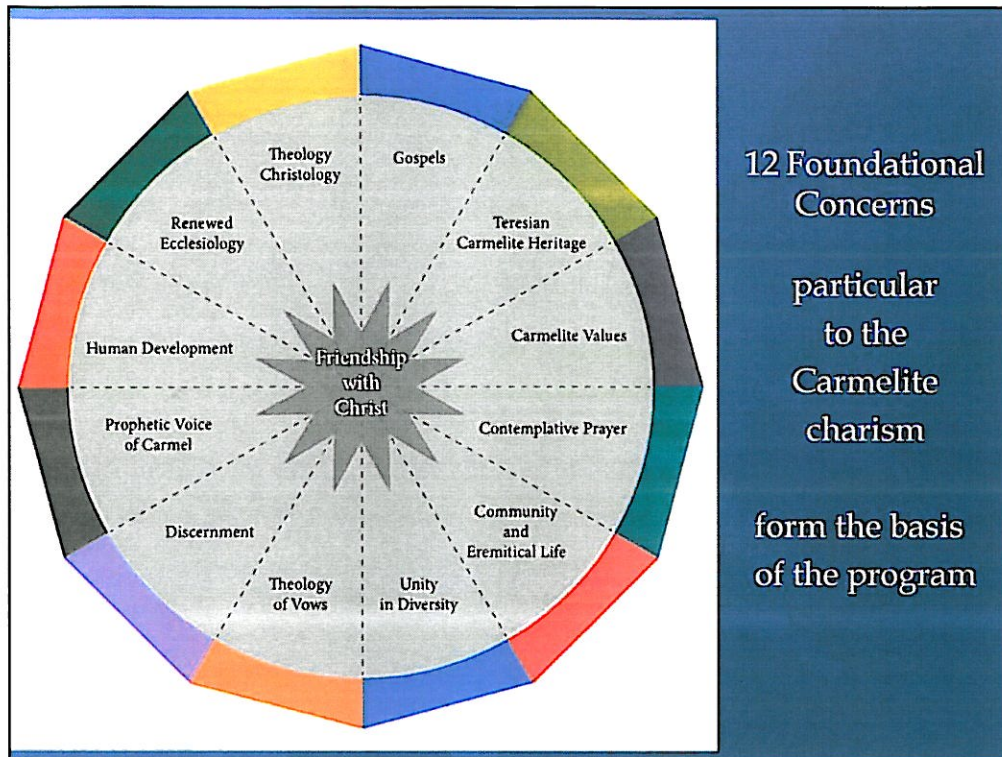 Theology
Christology
Gospels
Teresian
Carmelite Heritage
Carmelite Values
Contemplative Prayer
Community
and
Eremitical Life
Unity
in Diversity
Theology
of Vows
Discernment
Prophetic Voice
of Carmel
Human Development
Renewed
Ecclesiology
Friendship
with
Christ
12 Foundational
Concerns
particular
to the
Carmelite
charism
form the basis
of the program